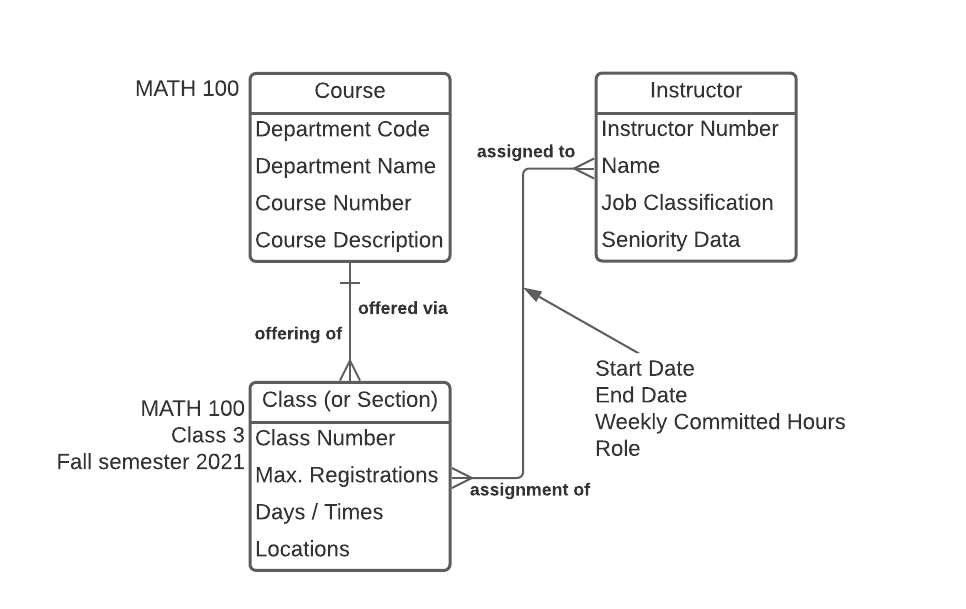 MATH 100
Course
Department Code
Department Name
Course Number
Course Description
Instructor
Instructor Number
Name
Job Classification
Seniority Data
assigned to
offered via
offering of
Start Date
End Date
Weekly Committed Hours
Role
MATH 100
Class 3
Fall semester 2021
Class (or Section)
Class Number
Max. Registrations
Days / Times
Locations
assignment of